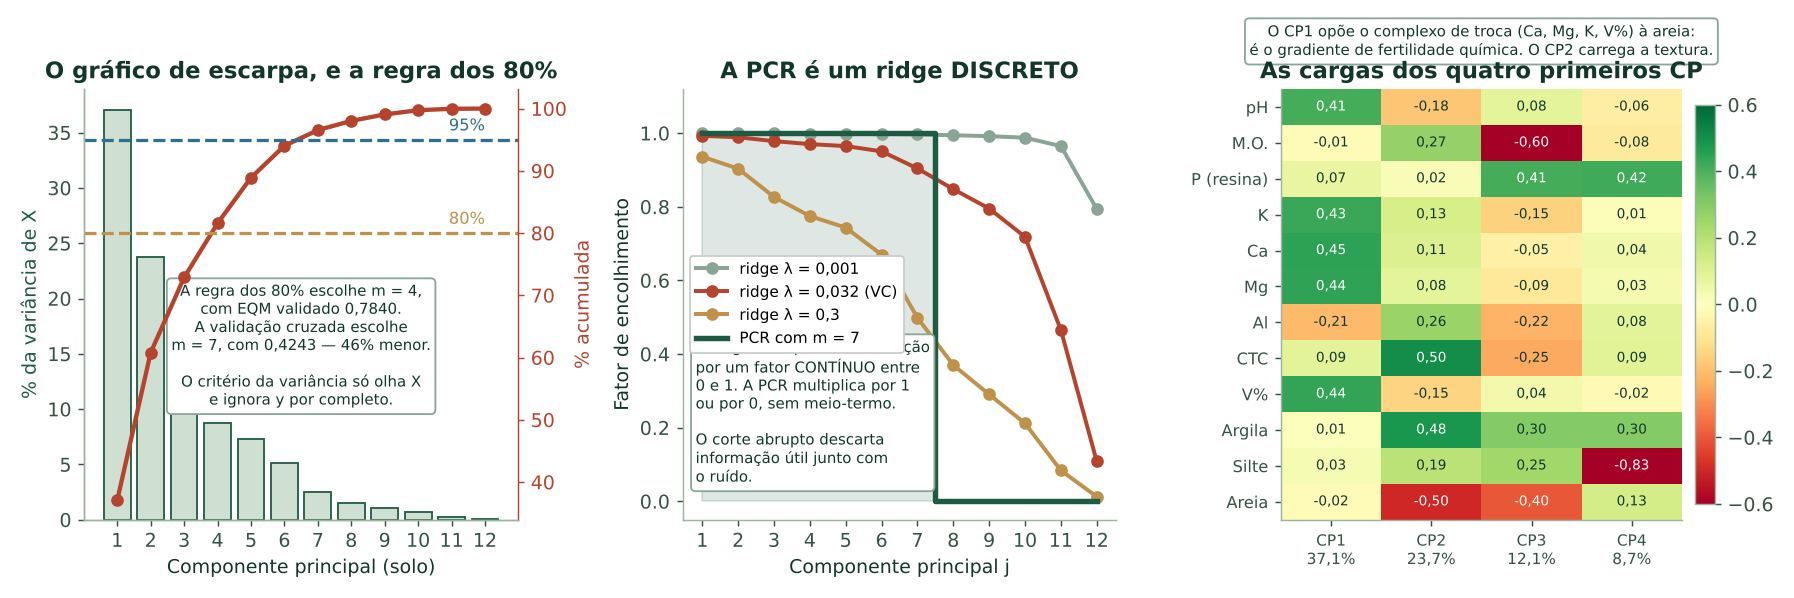 O gráfico de escarpa, e a regra dos 80%
% da variância de X
35
30
25
20
15
10
5
0
95%
80%
A regra dos 80% escolhe m = 4,
com EQM validado 0,7840.
A validação cruzada escolhe
m = 7, com 0,4243 — 46% menor.
O critério da variância só olha X
e ignora y por completo.
100
90
80
70
60
50
40
% acumulada
1 2 3 4 5 6 7 8 9 10 11 12
Componente principal (solo)
A PCR é um ridge DISCRETO
Fator de encolhimento
1.0
0.8
0.6
0.4
0.2
0.0
ridge λ = 0,001
ridge λ = 0,032 (VC)
ridge λ = 0,3
PCR com m = 7
por um fator CONTÍNUO entre
0 e 1. A PCR multiplica por 1
ou por 0, sem meio-termo.
O corte abrupto descarta
informação útil junto com
o ruído.
1 2 3 4 5 6 7 8 9 10 11 12
Componente principal j
O CP1 opõe o complexo de troca (Ca, Mg, K, V%) à areia:
é o gradiente de fertilidade química. O CP2 carrega a textura.
As cargas dos quatro primeiros CP
pH 0,41 -0,18 0,08 -0,06
M.O. -0,01 0,27 -0,60 -0,08
P (resina) 0,07 0,02 0,41 0,42
K 0,43 0,13 -0,15 0,01
Ca 0,45 0,11 -0,05 0,04
Mg 0,44 0,08 -0,09 0,03
Al -0,21 0,26 -0,22 0,08
CTC 0,09 0,50 -0,25 0,09
V% 0,44 -0,15 0,04 -0,02
Argila 0,01 0,48 0,30 0,30
Silte 0,03 0,19 0,25 -0,83
Areia -0,02 -0,50 -0,40 0,13
CP1 CP2 CP3 CP4
37,1% 23,7% 12,1% 8,7%
0.6
0.4
0.2
0.0
−0.2
−0.4
−0.6